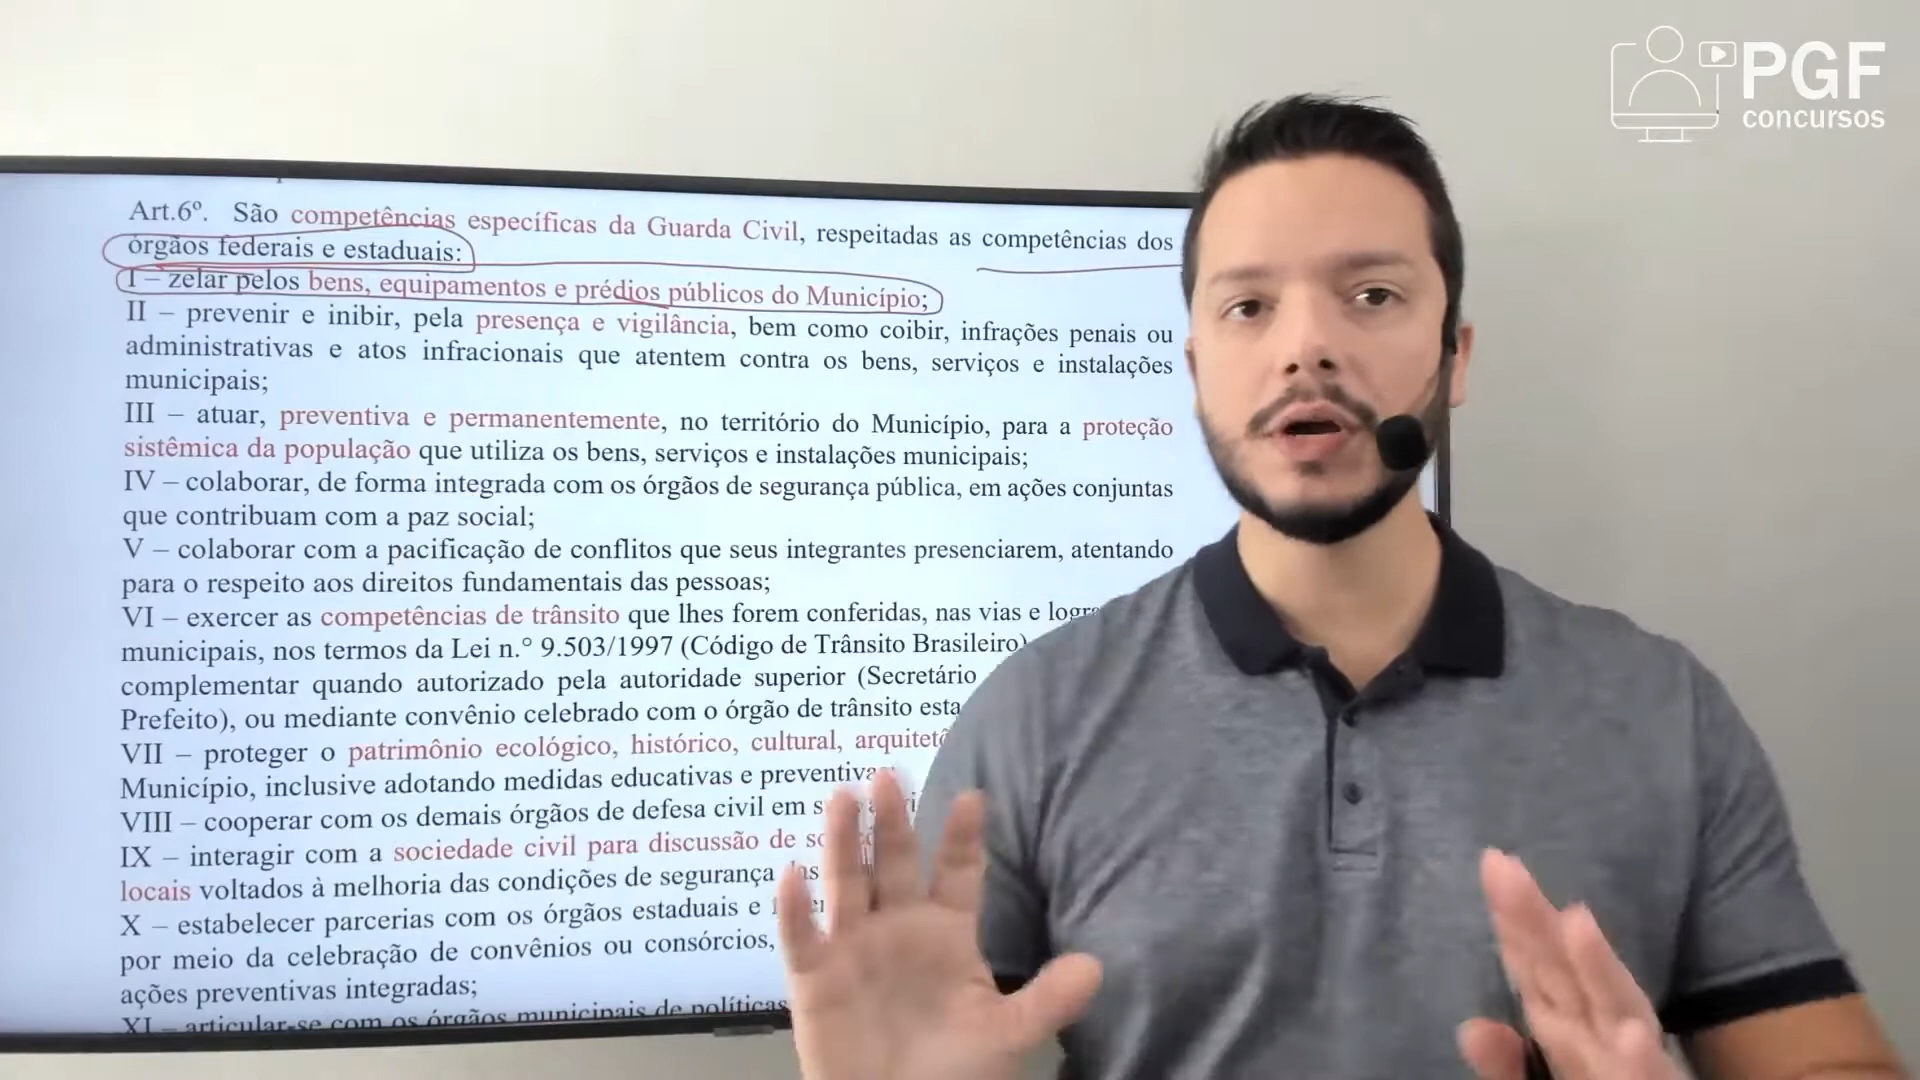 PGF
concursos
Art.6º. São competências específicas da Guarda Civil, respeitadas as competências dos
órgãos federais e estaduais:
I – zelar pelos bens, equipamentos e prédios públicos do Município;
II – prevenir e inibir, pela presença e vigilância, bem como coibir, infrações penais ou
administrativas e atos infracionais que atentem contra os bens, serviços e instalações
municipais;
III – atuar, preventiva e permanentemente, no território do Município, para a proteção
sistêmica da população que utiliza os bens, serviços e instalações municipais;
IV – colaborar, de forma integrada com os órgãos de segurança pública, em ações conjuntas
que contribuam com a paz social;
V – colaborar com a pacificação de conflitos que seus integrantes presenciarem, atentando
para o respeito aos direitos fundamentais das pessoas;
VI – exercer as competências de trânsito que lhes forem conferidas, nas vias e
municipais, nos termos da Lei n.° 9.503/1997 (Código de Trânsito Brasileiro)
complementar quando autorizado pela autoridade superior (Secretário
Prefeito), ou mediante convênio celebrado com o órgão de trânsito
VII – proteger o patrimônio ecológico, histórico, cultural,
Município, inclusive adotando medidas educativas e
VIII – cooperar com os demais órgãos de defesa civil em
IX – interagir com a sociedade civil para discussão de
locais voltados à melhoria das condições de segurança
X – estabelecer parcerias com os órgãos estaduais e
por meio da celebração de convênios ou consórcios,
ações preventivas integradas;
XI – articular-se com os órgãos municipais de políticas